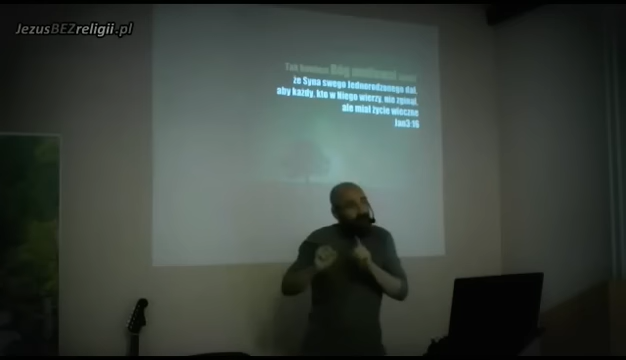 JezusBEZreligii.pl
Tak bowiem Bóg umiłował świat,
że Syna swego Jednorodzonego dał,
aby każdy, kto w Niego wierzy, nie zginął,
ale miał życie wieczne
Jan3:16